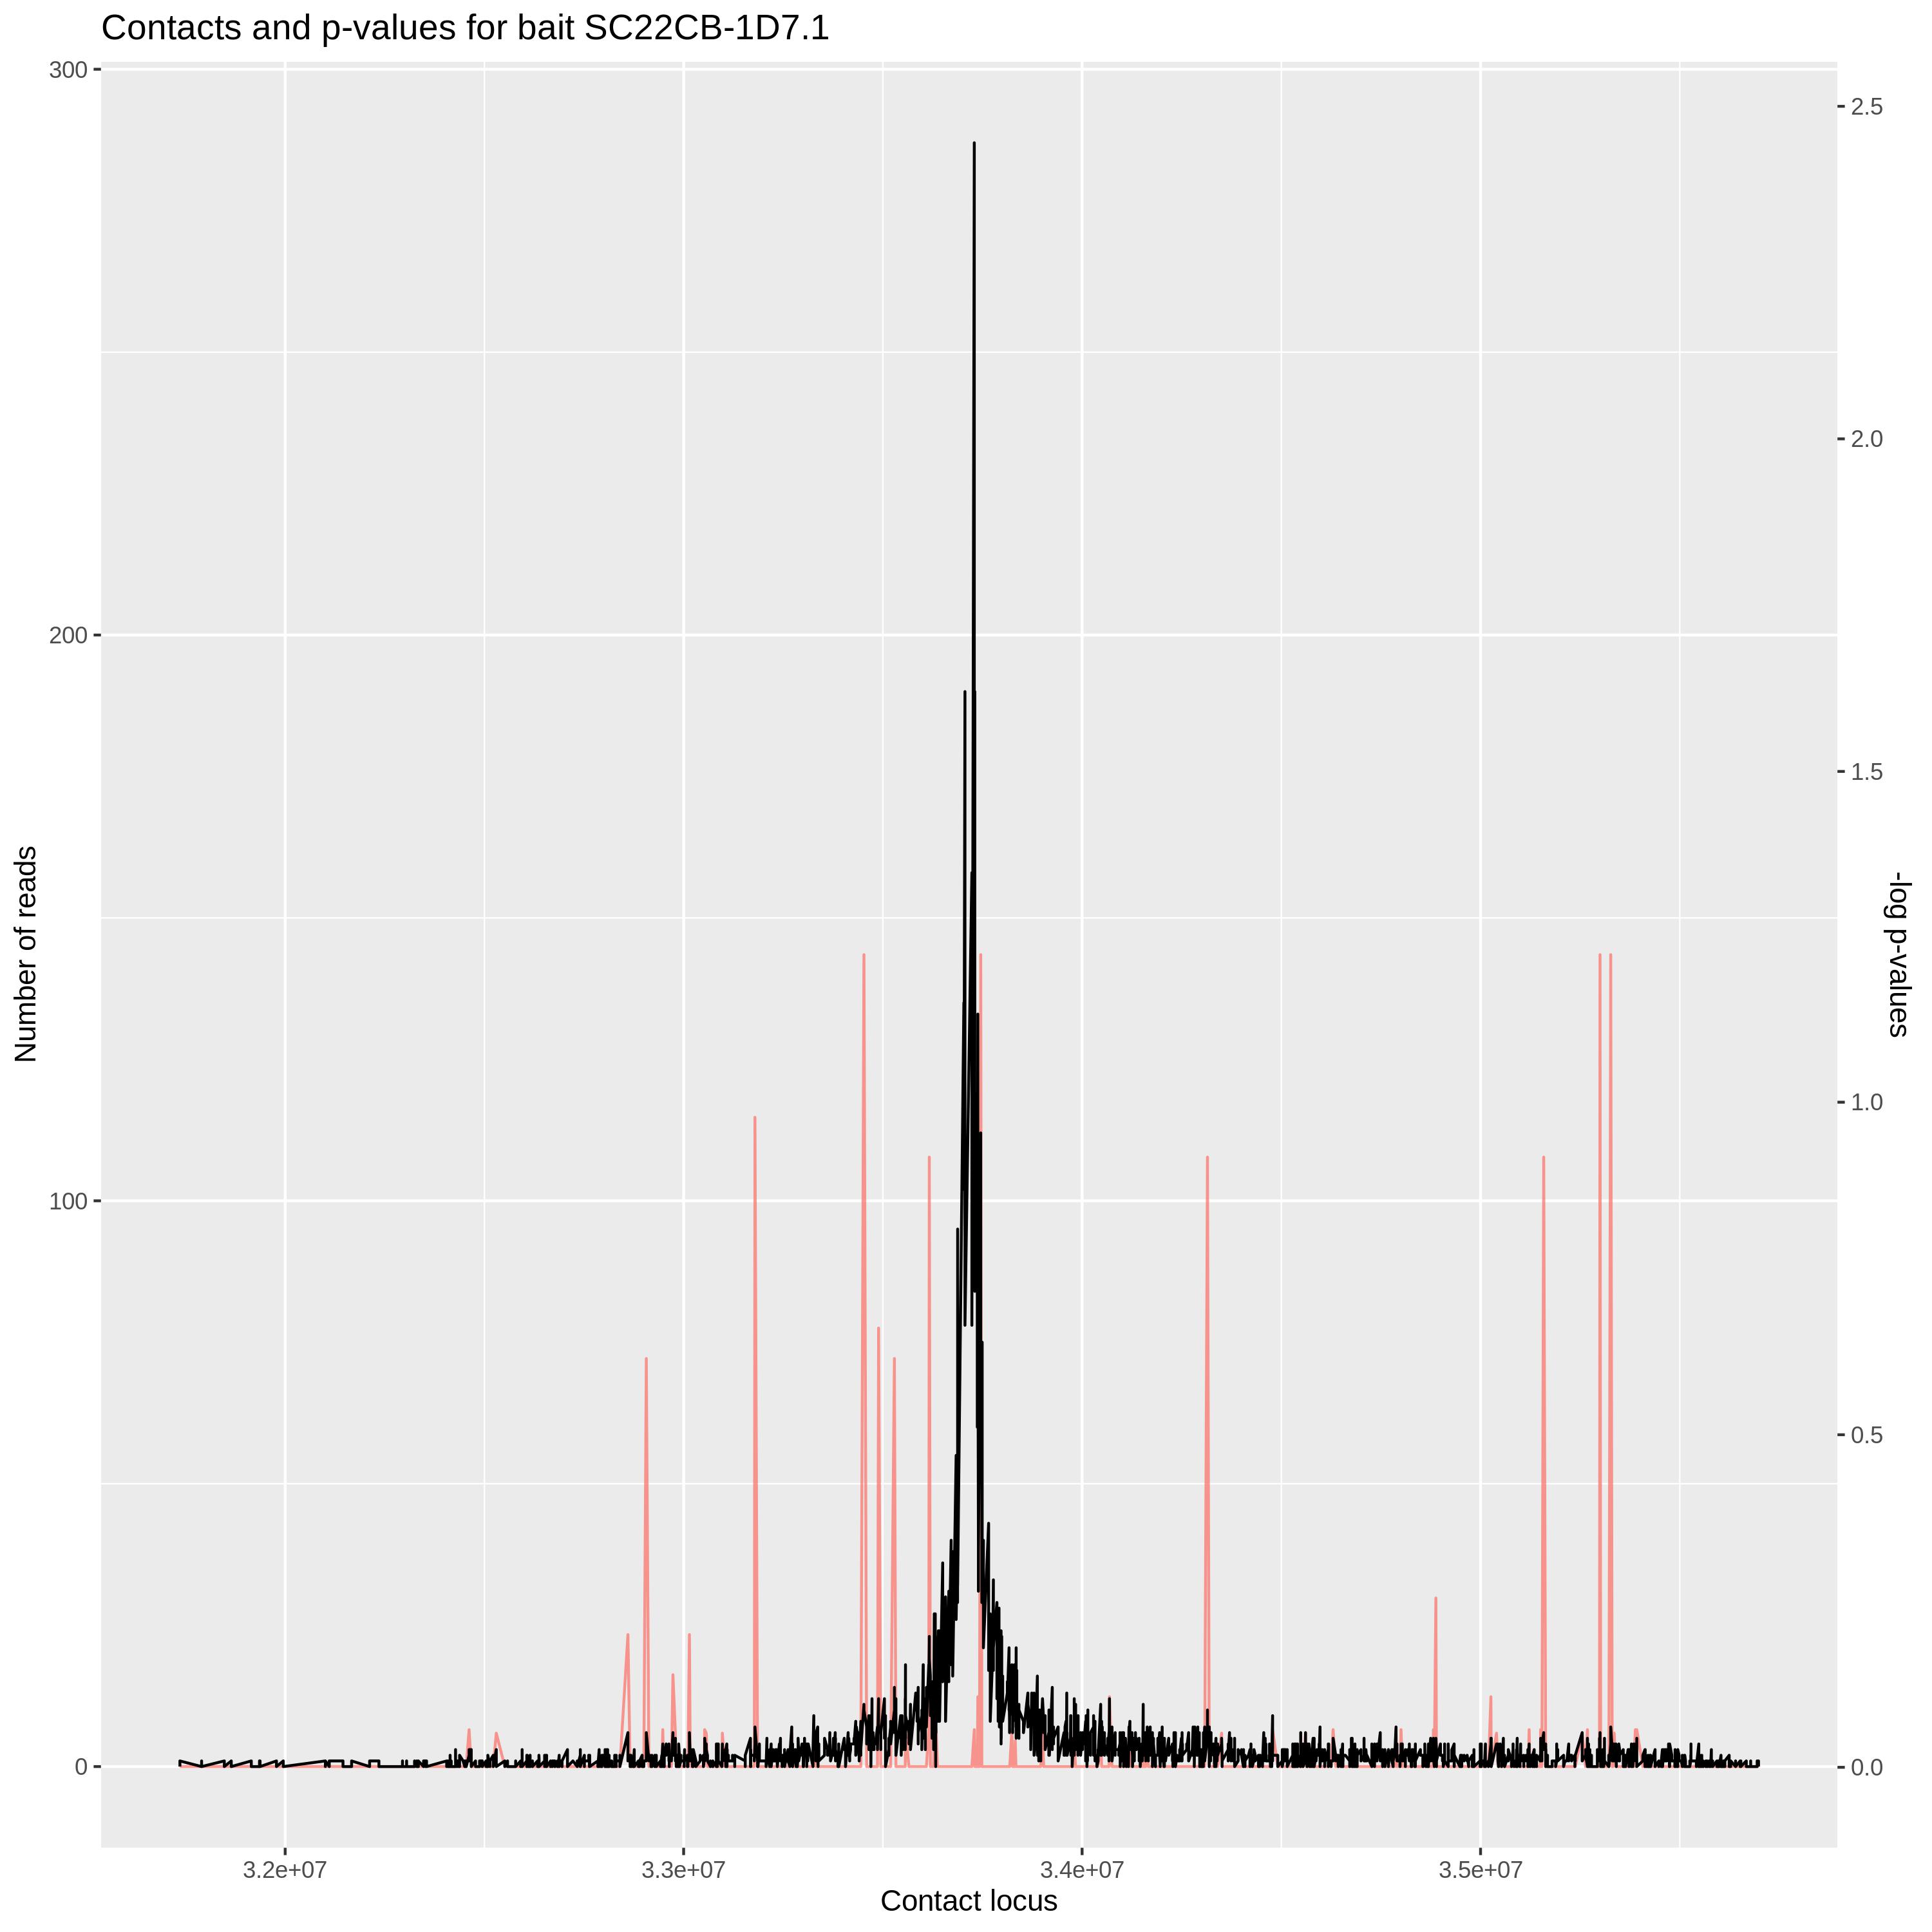 Contacts and p-values for bait SC22CB-1D7.1
300
200
100
0
Number of reads
2.5
2.0
1.5
1.0
0.5
0.0
-log p-values
3.2e+07
3.3e+07
3.4e+07
3.5e+07
Contact locus